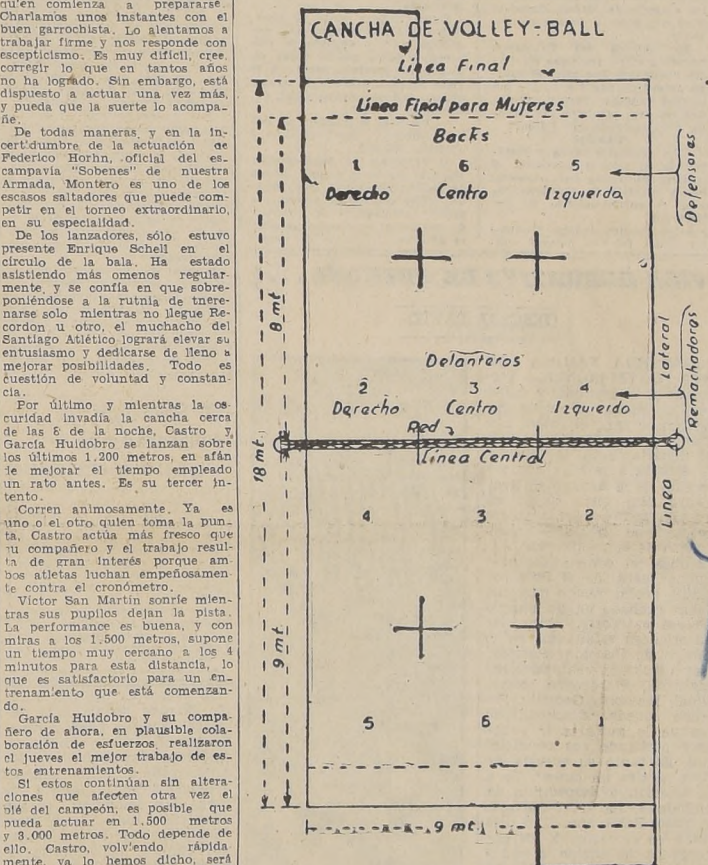 qu'en comienza a prepararse.
Charlamos unos instantes con el
buen garrochista. Lo alentamos a
trabajar firme y nos responde con
escepticismo. Es muy difícil, cree,
corregir lo que en tantos años
no ha logrado. Sin embargo, está
dispuesto a actuar una vez más,
y pueda que la suerte lo acompa-
ñe.
De todas maneras, y en la in-
cert'dumbre de la actuación de
Federico Horhn, oficial del es-
campavía "Sobenes" de nuestra
Armada, Montero es uno de los
escasos saltadores que puede com-
petir en el torneo extraordinario,
en su especialidad.
De los lanzadores, sólo estuvo
presente Enrique Schell en el
círculo de la bala. Ha estado
asistiendo más omenos regular-
mente, y se confía en que sobre-
poniéndose a la rutnia de tnere-
narse solo mientras no llegue Re-
cordon u otro, el muchacho del
Santiago Atlético logrará elevar su
entusiasmo y dedicarse de lleno a
mejorar posibilidades. Todo es
cuestión de voluntad y constan-
cia.
Por último y mientras la os-
curidad invadía la cancha cerca
de las 8 de la noche, Castro y
García Huidobro se lanzan sobre
los últimos 1.200 metros, en afán
de mejorar el tiempo empleado
un rato antes. Es su tercer in-
tento.
Corren animosamente. Ya es
uno o el otro quien toma la pun-
ta, Castro actúa más fresco que
su compañero y el trabajo resul-
ta de gran interés porque am-
bos atletas luchan empeñosamen-
te contra el cronómetro.
Víctor San Martín sonríe mien-
tras sus pupilos dejan la pista.
La performance es buena, y con
miras a los 1.500 metros, supone
un tiempo muy cercano a los 4
minutos para esta distancia, lo
que es satisfactorio para un en-
trenamiento que está comenzan-
do.
García Huidobro y su compa-
ñero de ahora, en plausible cola-
boración de esfuerzos, realizaron
el jueves el mejor trabajo de es-
tos entrenamientos.
Si estos continúan sin altera-
ciones que afecten otra vez el
pié del campeón, es posible que
pueda actuar en 1.500 metros
y 3.000 metros. Todo depende de
ello. Castro, volviendo rápida
mente, ya lo hemos dicho, será
CANCHA DE VOLLEY-BALL
Línea Final
Línea Final para Mujeres
Backs
1 6 5
Derecho Centro Izquierda
Defensores
8 mt
Delanteros
2 3 4
Derecho Centro Izquierdo
Remachadores
Red
Línea Central
Línea Lateral
18 mt.
4 3 2
9 mt
5 6 1
9 mt.